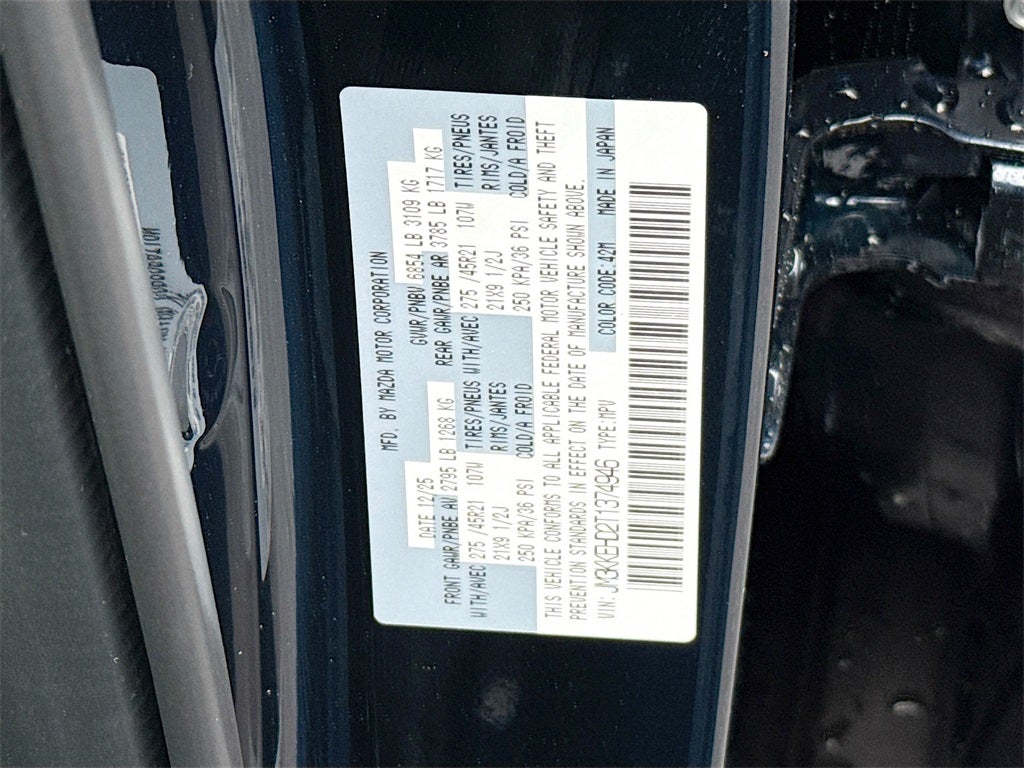 MFD. BY MAZDA MOTOR CORPORATION
DATE 12/25 GVWR/PNBV 6854 LB 3109 KG
FRONT GAWR/PNBE AV 2795 LB 1268 KG REAR GAWR/PNBE AR 3785 LB 1717 KG
WITH/AVEC 275 /45R21 107W TIRES/PNEUS WITH/AVEC 275 /45R21 107W TIRES/PNEUS
21X9 1/2J RIMS/JANTES 21X9 1/2J RIMS/JANTES
250 KPA/36 PSI COLD/A FROID 250 KPA/36 PSI COLD/A FROID
THIS VEHICLE CONFORMS TO ALL APPLICABLE FEDERAL MOTOR VEHICLE SAFETY AND THEFT
PREVENTION STANDARDS IN EFFECT ON THE DATE OF MANUFACTURE SHOWN ABOVE.
VIN: JM3KKEHD2T1374946 TYPE:MPV COLOR CODE:42M MADE IN JAPAN